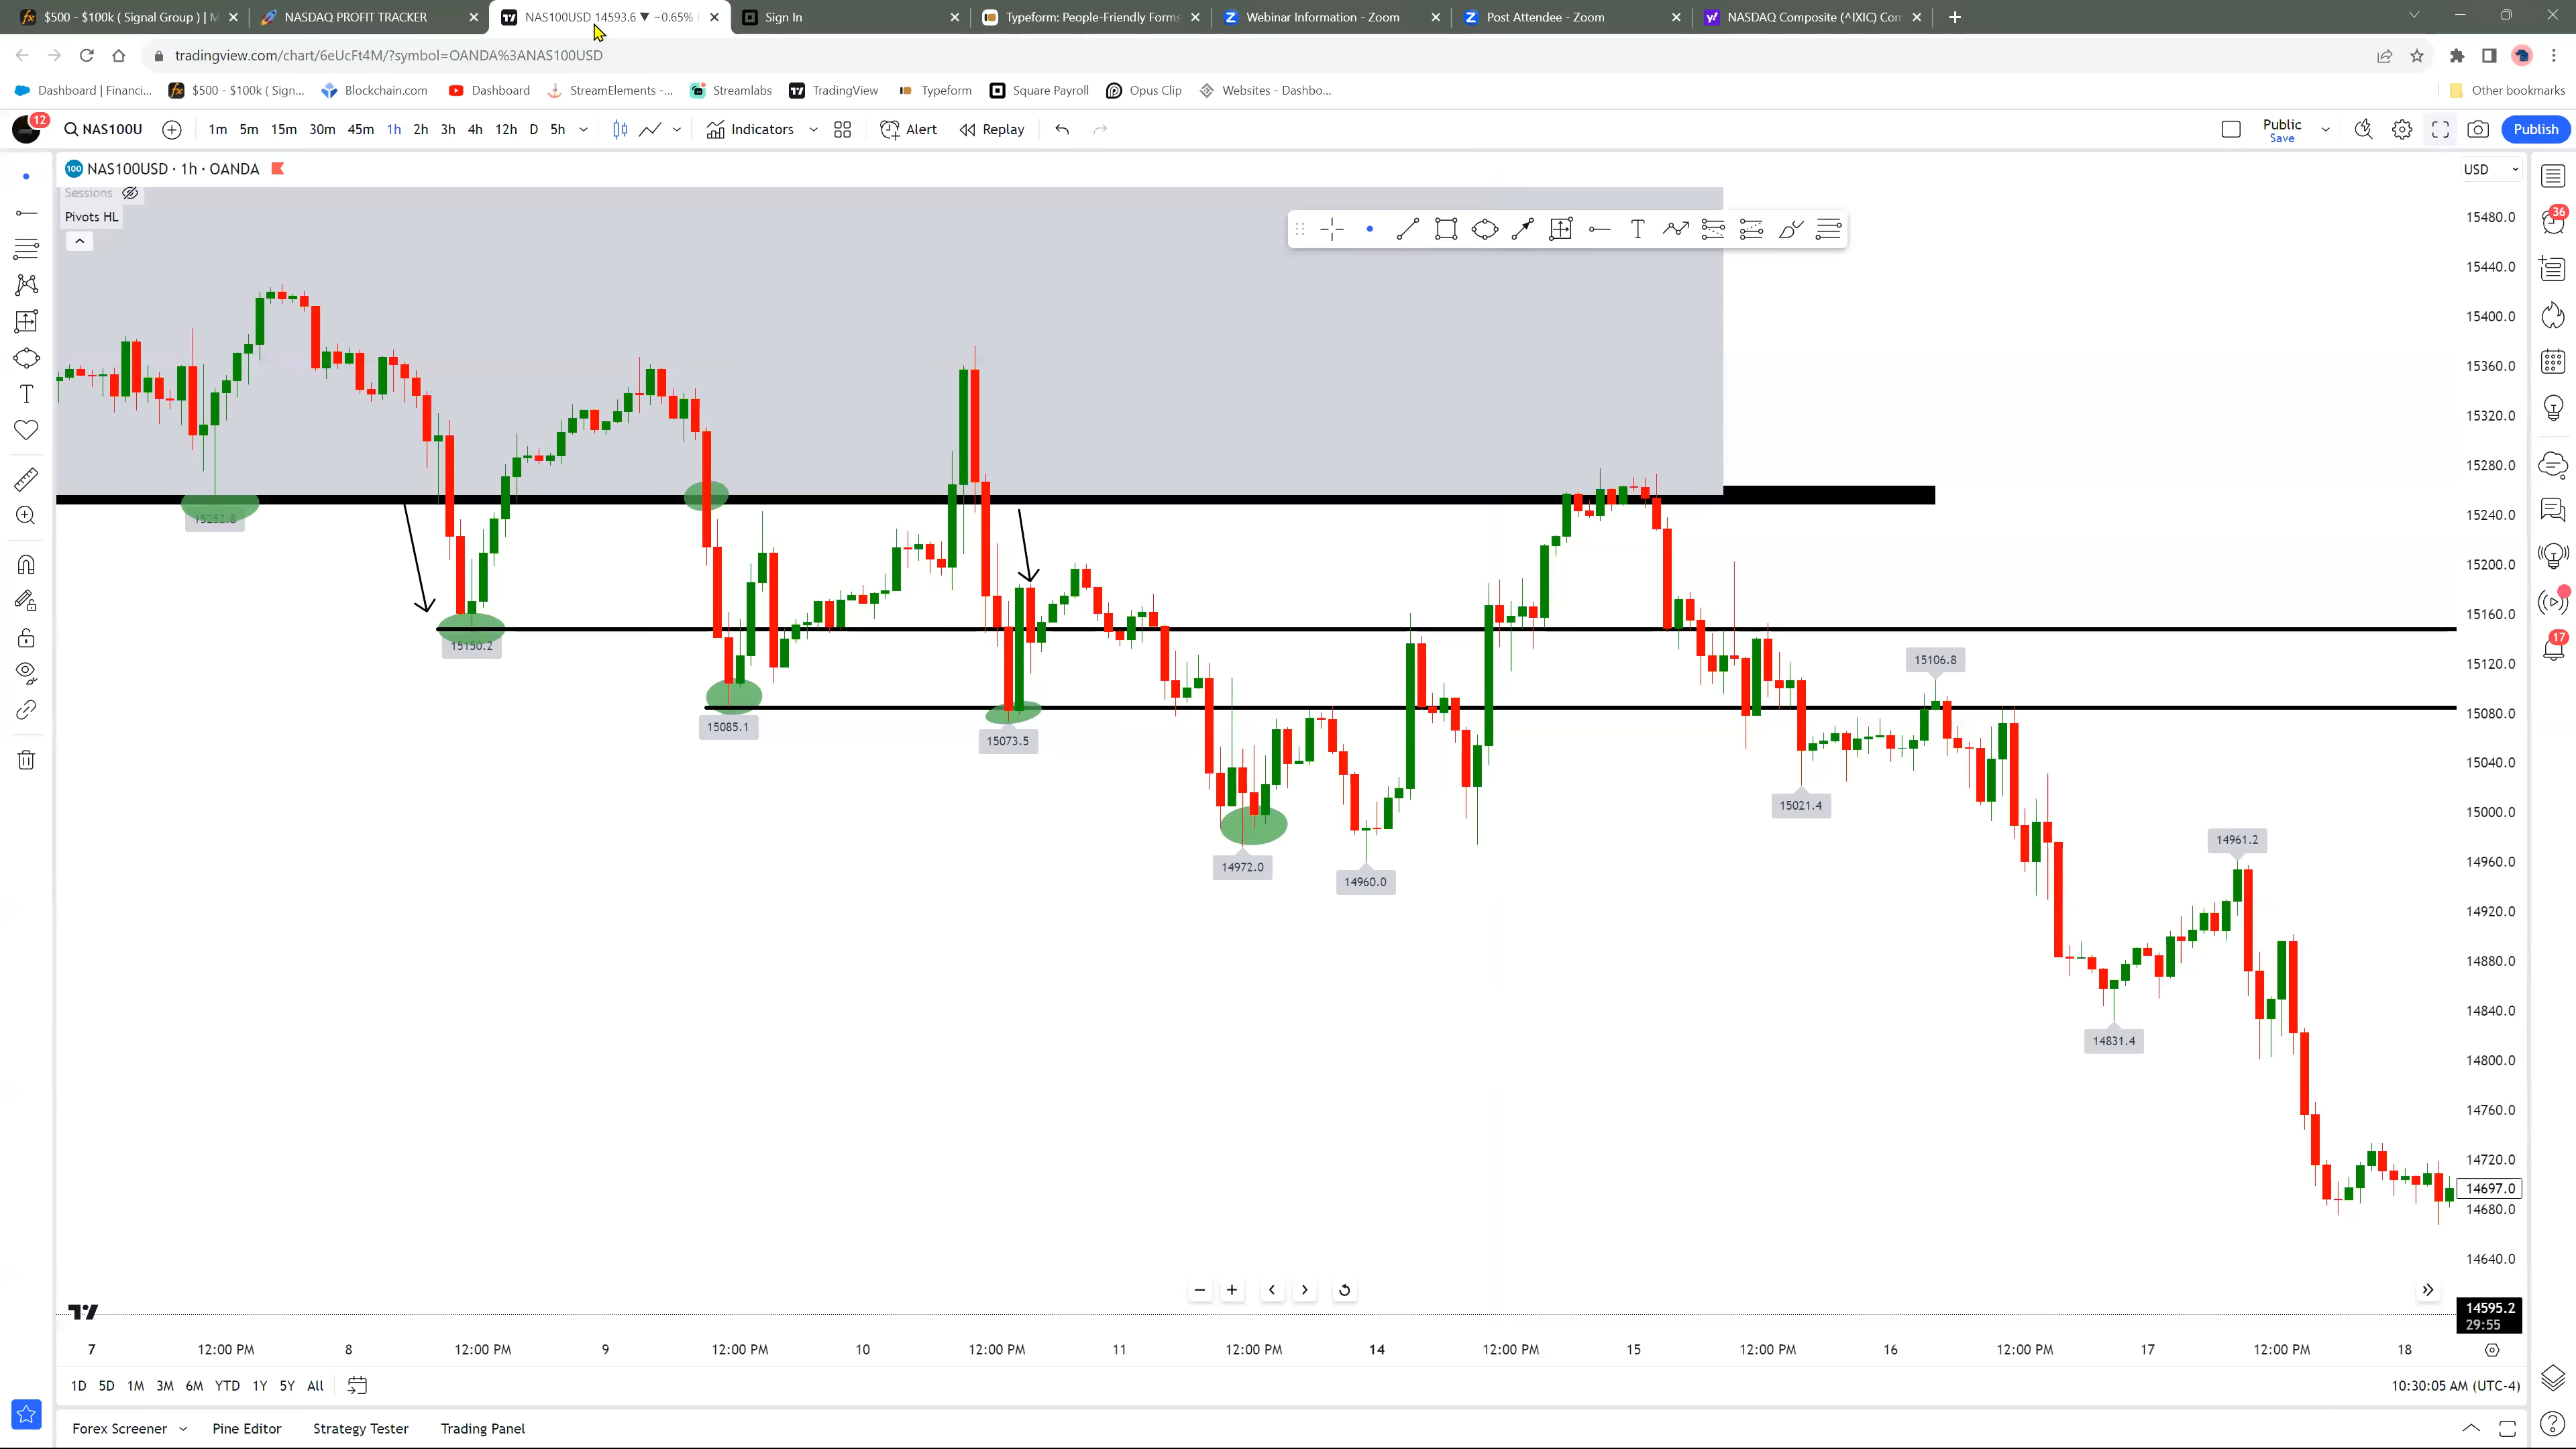 $500 - $100k ( Signal Group ) | M
NASDAQ PROFIT TRACKER
NAS100USD 14593.6 ▼ −0.65%
Sign In
Typeform: People-Friendly Forms
Webinar Information - Zoom
Post Attendee - Zoom
NASDAQ Composite (^IXIC) Con
tradingview.com/chart/6eUcFt4M/?symbol=OANDA%3ANAS100USD
Dashboard | Financi...
$500 - $100k ( Sign...
Blockchain.com
Dashboard
StreamElements -...
Streamlabs
TradingView
Typeform
Square Payroll
Opus Clip
Websites - Dashbo...
Other bookmarks
12
NAS100U
1m 5m 15m 30m 45m 1h 2h 3h 4h 12h D 5h
Indicators
Alert
Replay
Public
Save
Publish
100 NAS100USD · 1h · OANDA
USD
Sessions
Pivots HL
36
17
15480.0
15440.0
15400.0
15360.0
15320.0
15280.0
15240.0
15200.0
15160.0
15120.0
15080.0
15040.0
15000.0
14960.0
14920.0
14880.0
14840.0
14800.0
14760.0
14720.0
14697.0
14680.0
14640.0
14595.2
29:55
15252.8
15150.2
15085.1
15073.5
14972.0
14960.0
15021.4
15106.8
14831.4
14961.2
7 12:00 PM 8 12:00 PM 9 12:00 PM 10 12:00 PM 11 12:00 PM 14 12:00 PM 15 12:00 PM 16 12:00 PM 17 12:00 PM 18
1D 5D 1M 3M 6M YTD 1Y 5Y All
10:30:05 AM (UTC-4)
Forex Screener
Pine Editor
Strategy Tester
Trading Panel